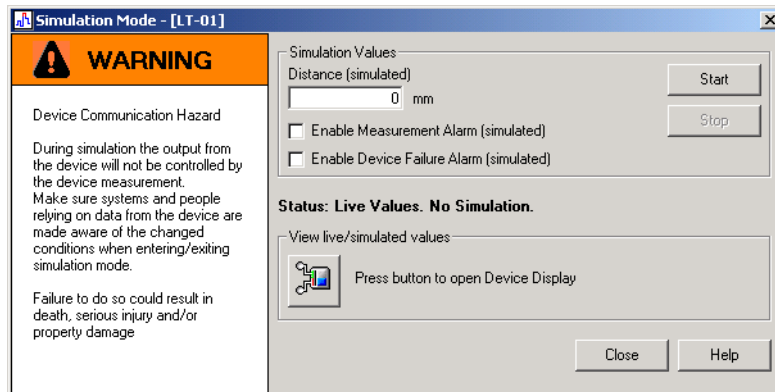 Simulation Mode - [LT-01]
WARNING
Device Communication Hazard
During simulation the output from
the device will not be controlled by
the device measurement.
Make sure systems and people
relying on data from the device are
made aware of the changed
conditions when entering/exiting
simulation mode.
Failure to do so could result in
death, serious injury and/or
property damage
Simulation Values
Distance (simulated)
0 mm
Enable Measurement Alarm (simulated)
Enable Device Failure Alarm (simulated)
Start
Stop
Status: Live Values. No Simulation.
View live/simulated values
Press button to open Device Display
Close
Help